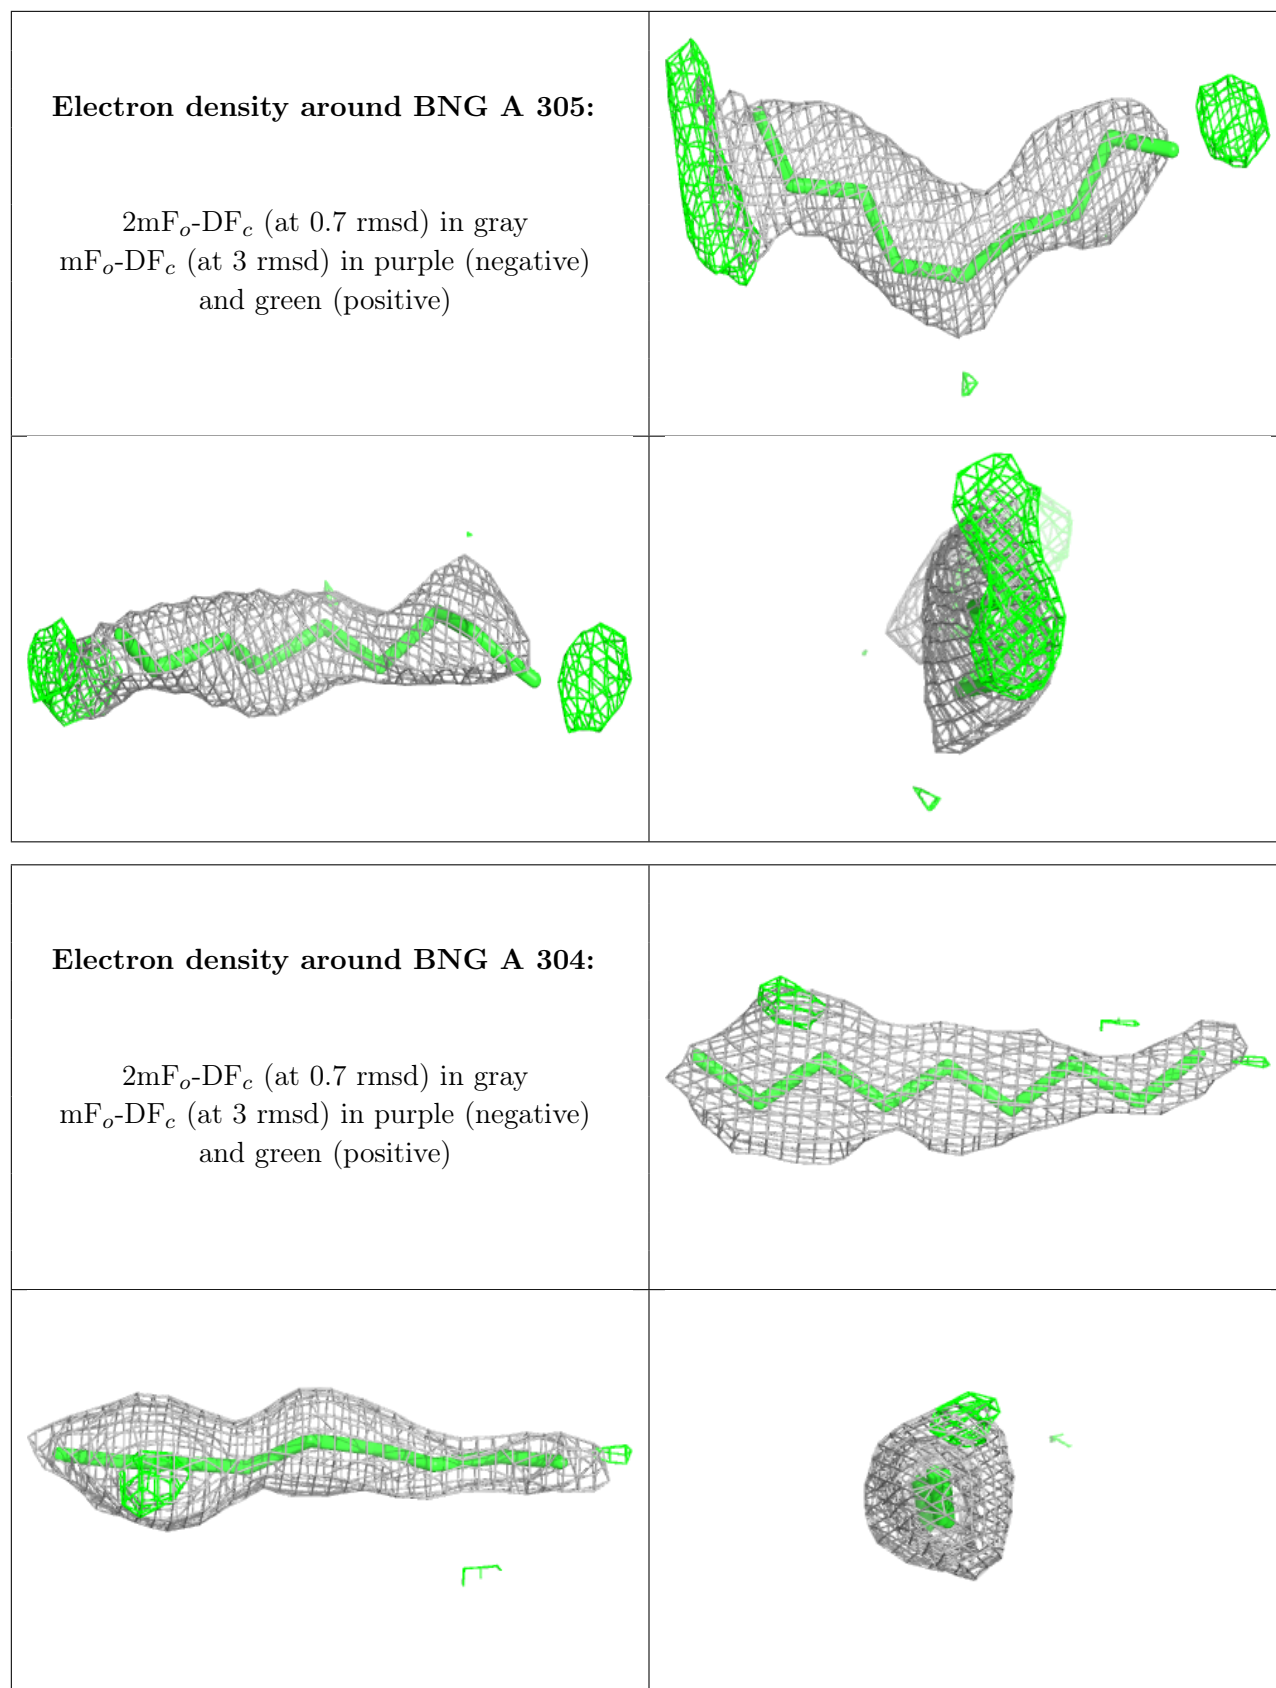 Electron density around BNG A 305:
2mFₒ-DF𝒸 (at 0.7 rmsd) in gray
mFₒ-DF𝒸 (at 3 rmsd) in purple (negative)
and green (positive)
Electron density around BNG A 304:
2mFₒ-DF𝒸 (at 0.7 rmsd) in gray
mFₒ-DF𝒸 (at 3 rmsd) in purple (negative)
and green (positive)